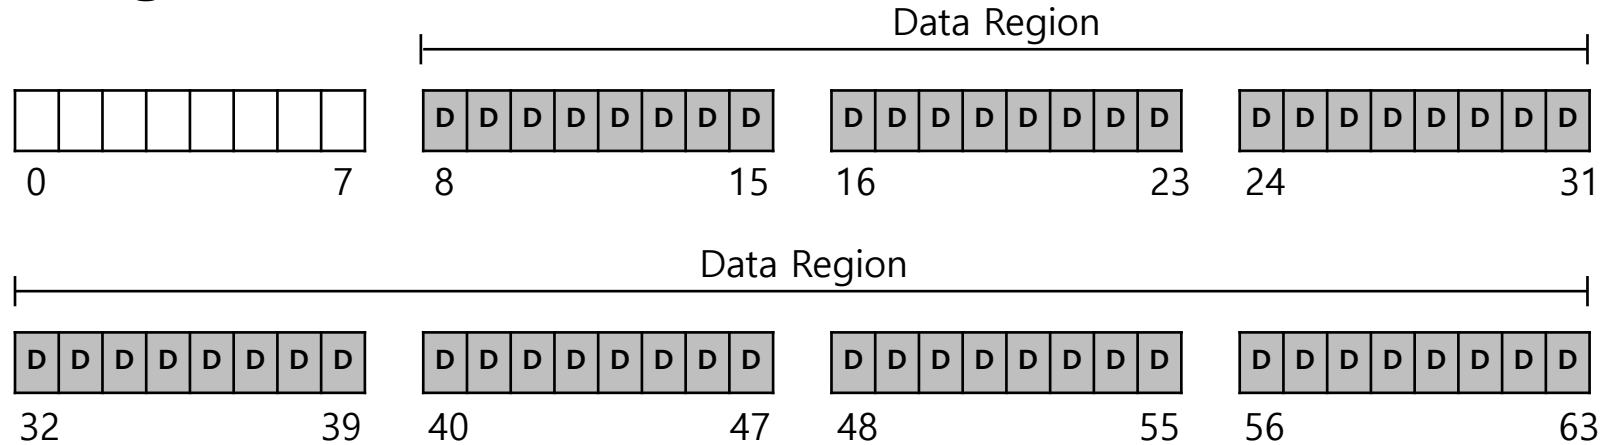 Data Region
D D D D D D D D D D D D D D D D D D D D D D D D
0 7 8 15 16 23 24 31
Data Region
D D D D D D D D D D D D D D D D D D D D D D D D D D D D D D D D
32 39 40 47 48 55 56 63